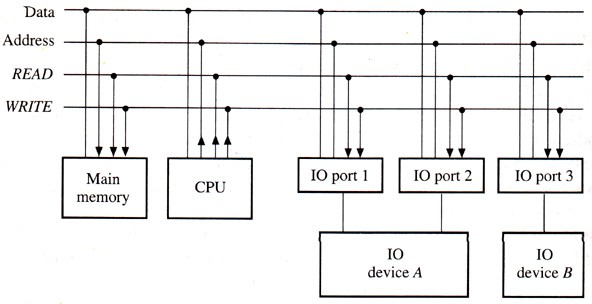 Data
Address
READ
WRITE
Main
memory
CPU
IO port 1
IO port 2
IO port 3
IO
device A
IO
device B